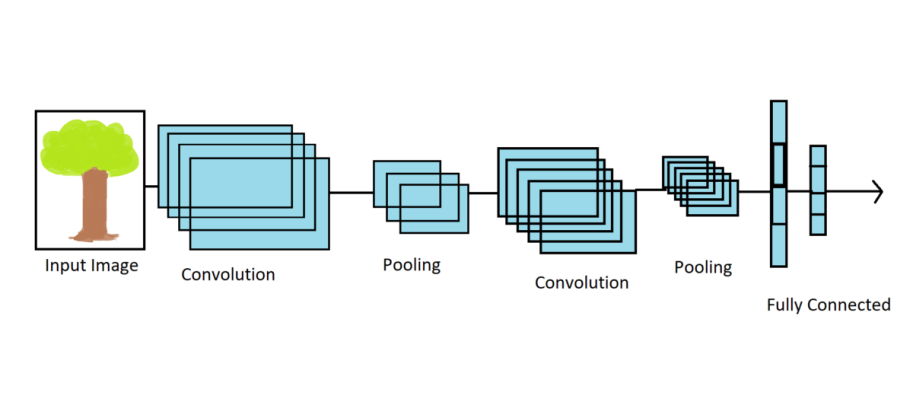 Input Image
Convolution
Pooling
Convolution
Pooling
Fully Connected